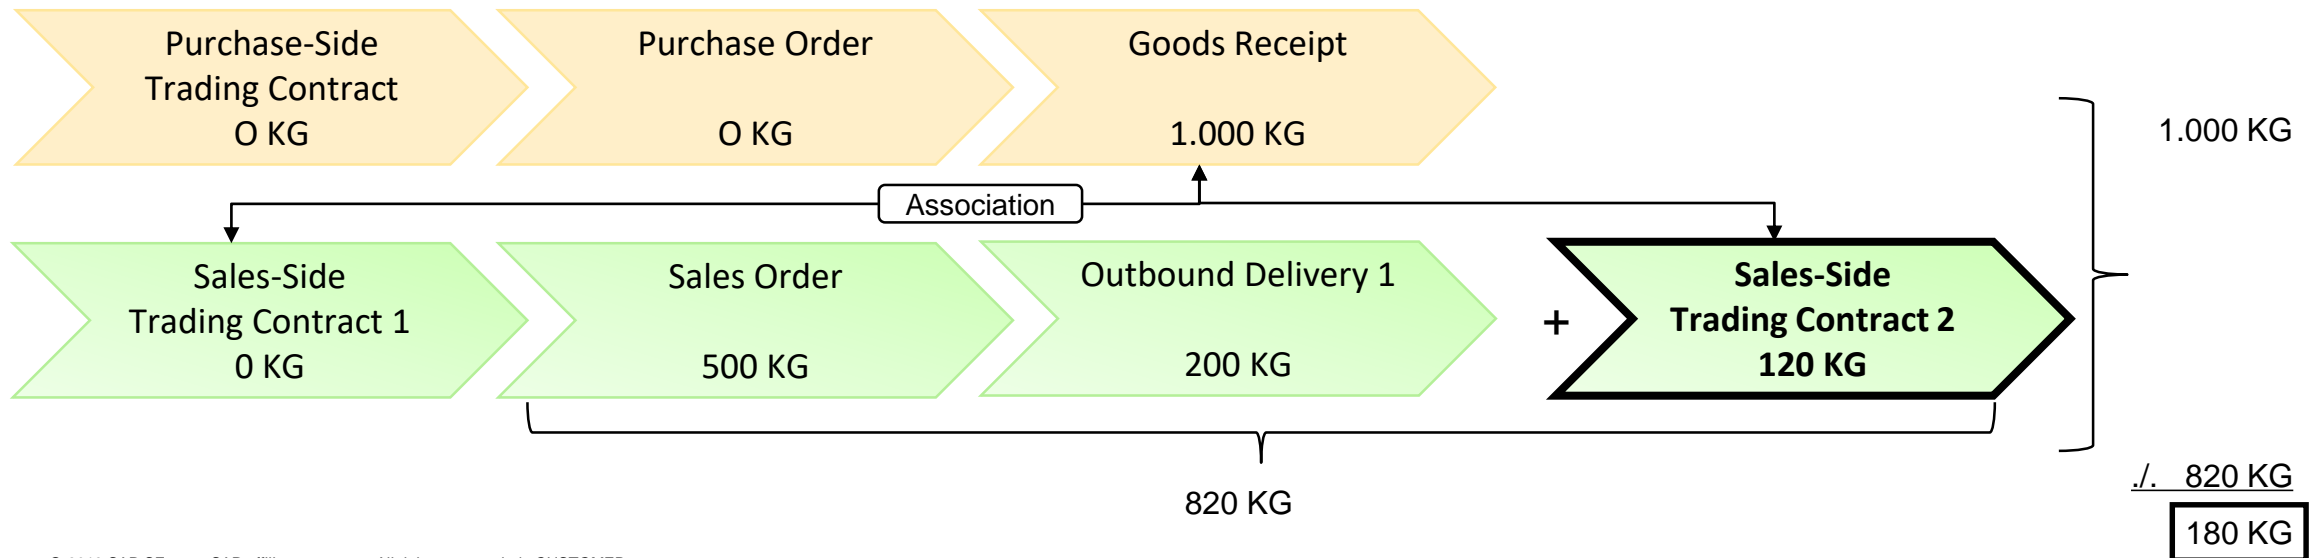 Purchase-Side
Trading Contract
O KG
Purchase Order
O KG
Goods Receipt
1.000 KG
1.000 KG
Association
Sales-Side
Trading Contract 1
0 KG
Sales Order
500 KG
Outbound Delivery 1
200 KG
+
Sales-Side
Trading Contract 2
120 KG
820 KG
./. 820 KG
180 KG